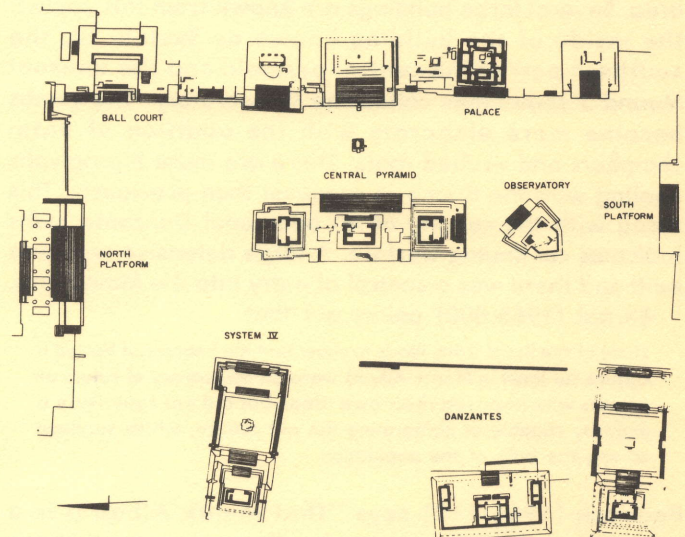 BALL COURT
PALACE
CENTRAL PYRAMID
OBSERVATORY
SOUTH
PLATFORM
NORTH
PLATFORM
SYSTEM IV
DANZANTES